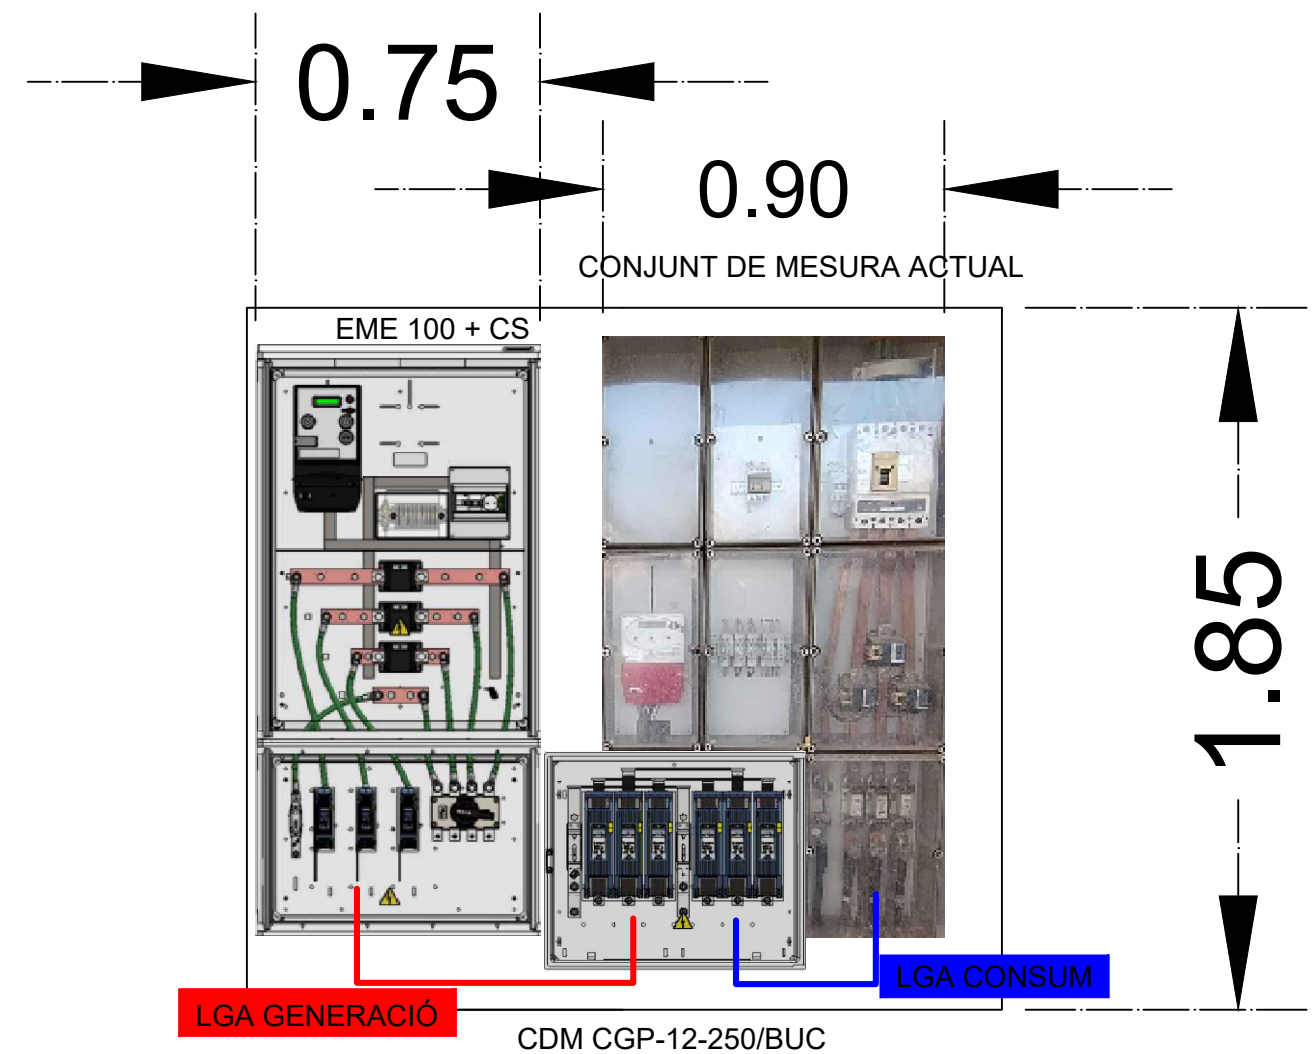 0.75
0.90
CONJUNT DE MESURA ACTUAL
EME 100 + CS
1.85
LGA CONSUM
LGA GENERACIÓ
CDM CGP-12-250/BUC